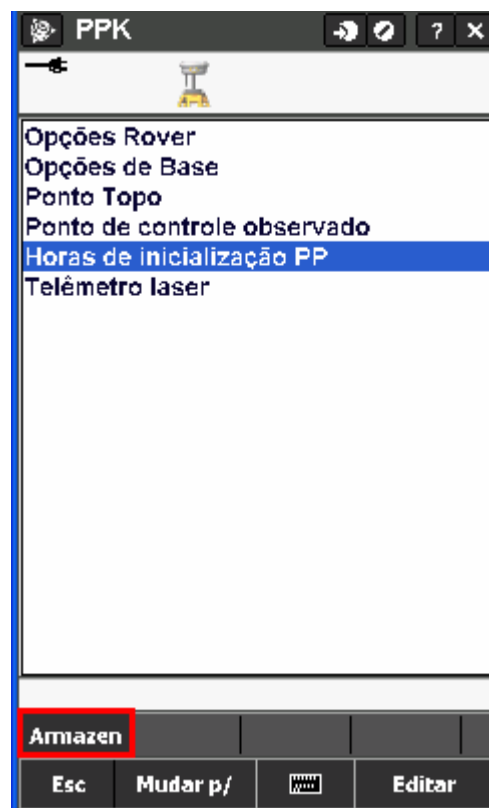 PPK
? ×
Opções Rover
Opções de Base
Ponto Topo
Ponto de controle observado
Horas de inicialização PP
Telêmetro laser
Armazen
Esc Mudar p/ Editar